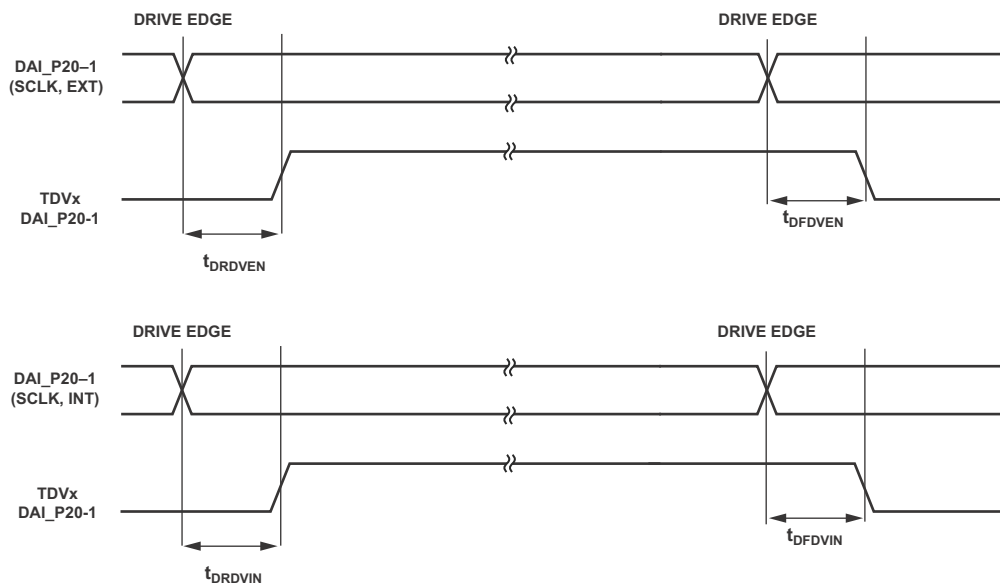 DRIVE EDGE
DRIVE EDGE
DAI_P20–1
(SCLK, EXT)
TDVx
DAI_P20-1
tDFDVEN
tDRDVEN
DRIVE EDGE
DRIVE EDGE
DAI_P20–1
(SCLK, INT)
TDVx
DAI_P20-1
tDFDVIN
tDRDVIN